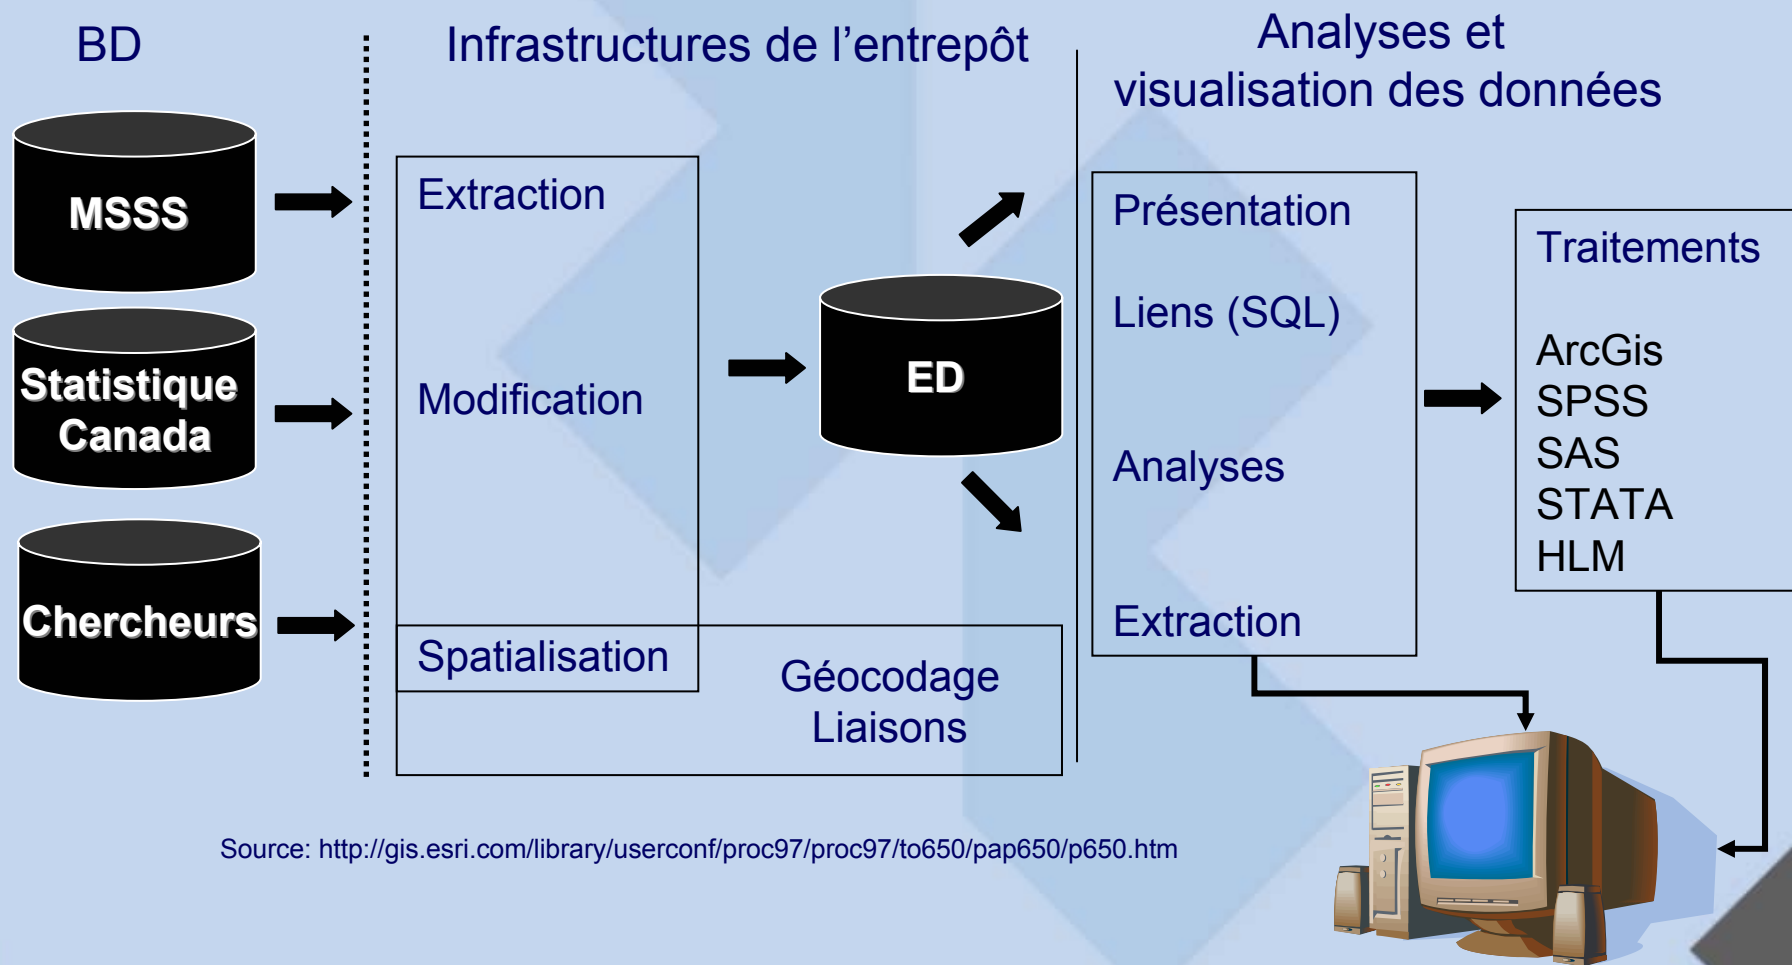 BD
MSSS
Statistique
Canada
Chercheurs
Infrastructures de l’entrepôt
Extraction
Modification
Spatialisation
Géocodage
Liaisons
ED
Analyses et
visualisation des données
Présentation
Liens (SQL)
Analyses
Extraction
Traitements
ArcGis
SPSS
SAS
STATA
HLM
Source: http://gis.esri.com/library/userconf/proc97/proc97/to650/pap650/p650.htm